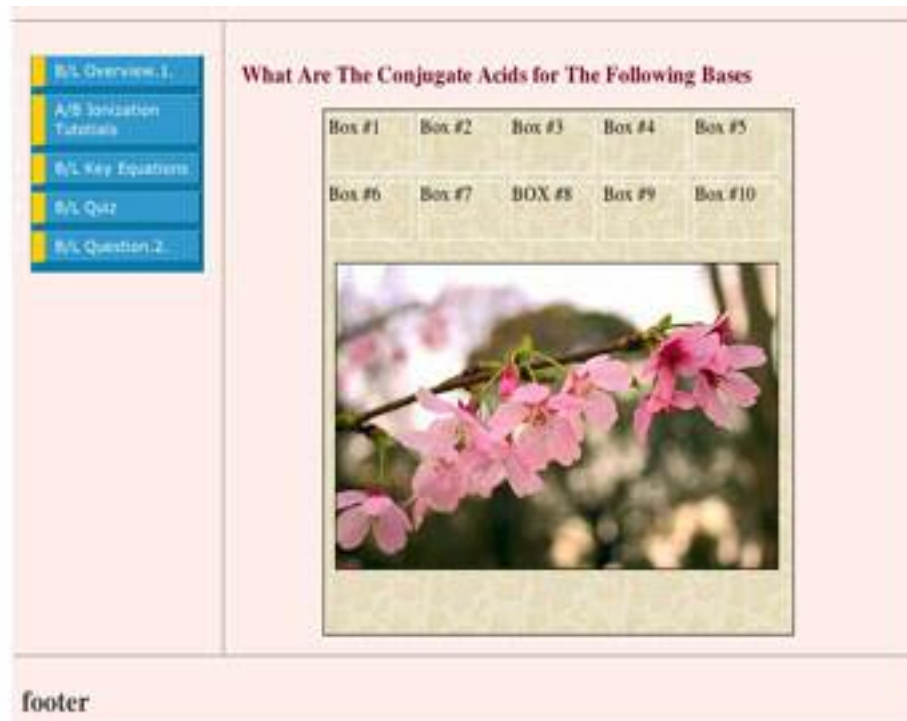 B/L Overview.1.
A/B Ionization
Tutorials
B/L Key Equations
B/L Quiz
B/L Question.2.
What Are The Conjugate Acids for The Following Bases
Box #1 Box #2 Box #3 Box #4 Box #5
Box #6 Box #7 BOX #8 Box #9 Box #10
footer